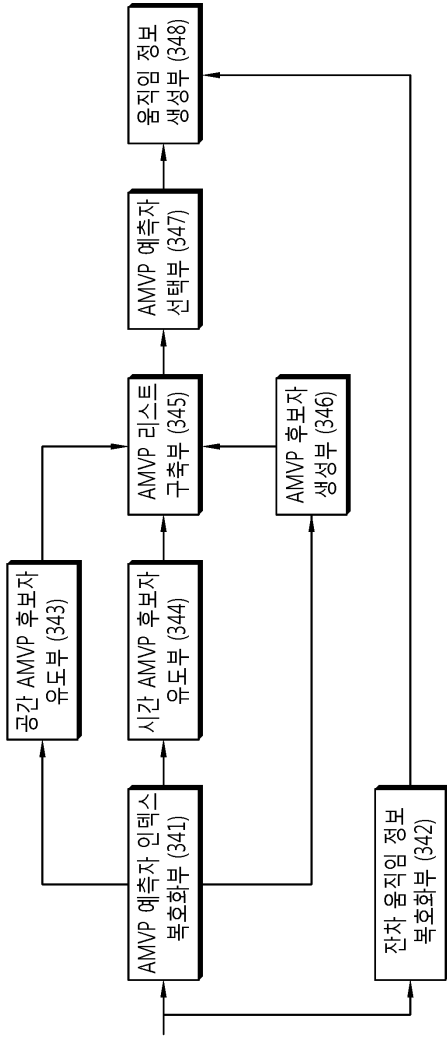 AMVP 예측자 인덱스
복호화부 (341)
잔차 움직임 정보
복호화부 (342)
공간 AMVP 후보자
유도부 (343)
시간 AMVP 후보자
유도부 (344)
AMVP 리스트
구축부 (345)
AMVP 후보자
생성부 (346)
AMVP 예측자
선택부 (347)
움직임 정보
생성부 (348)